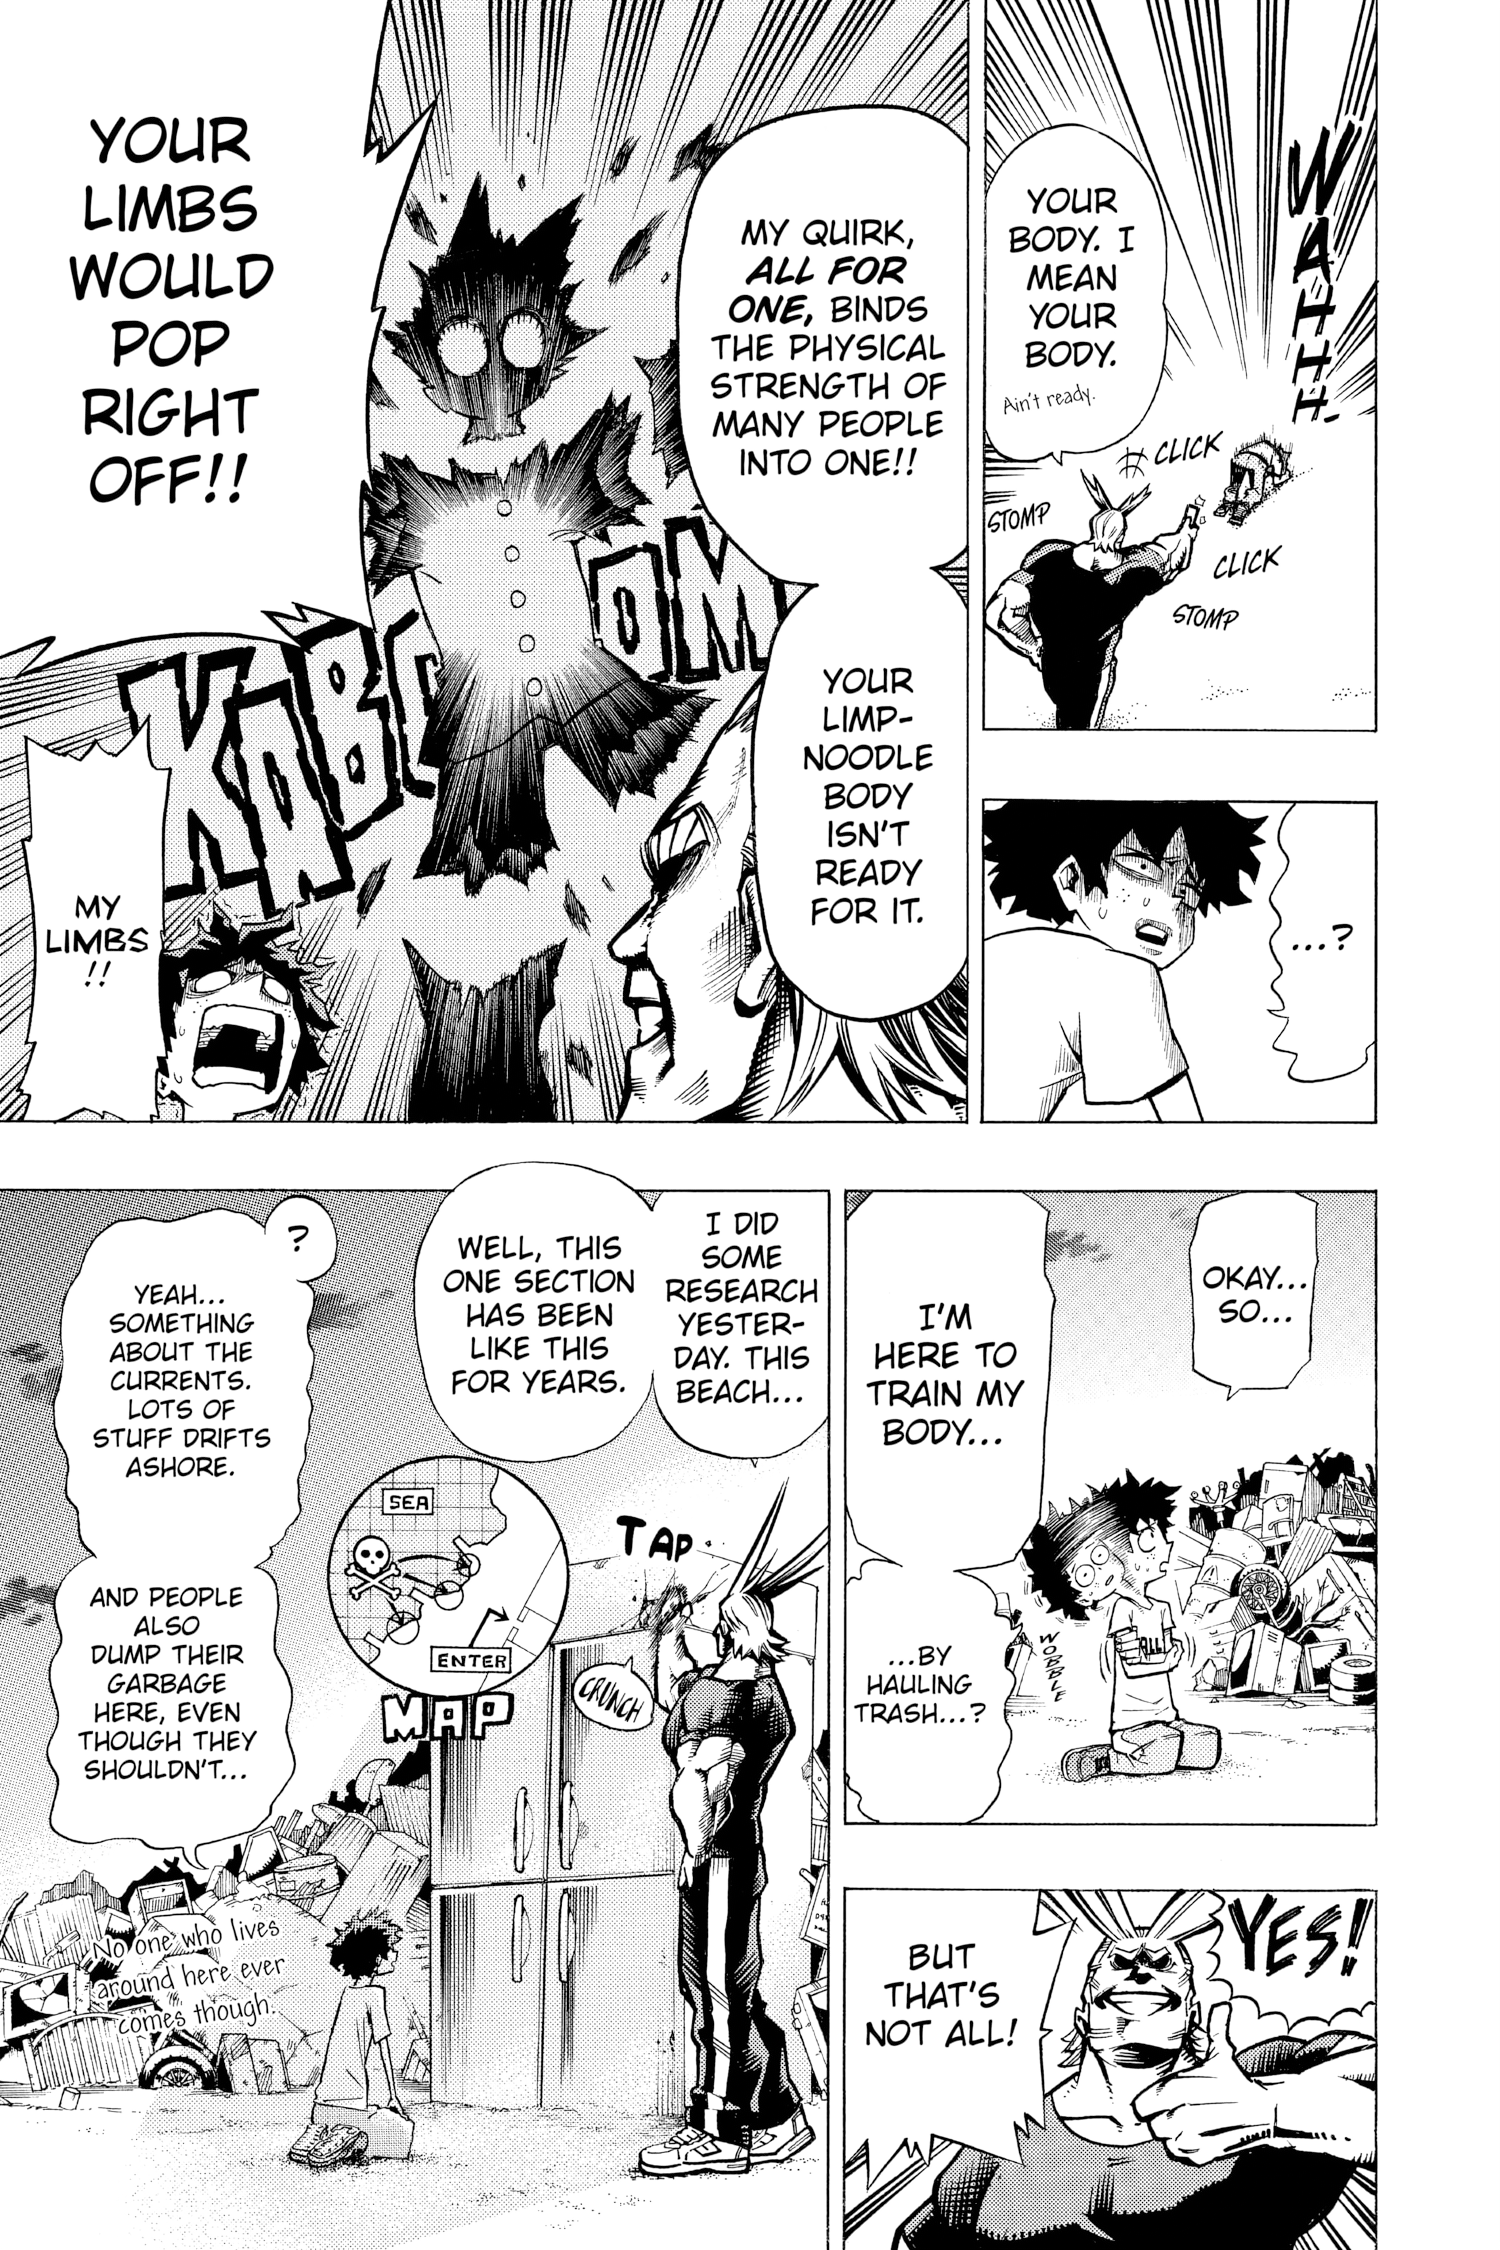 WAHHH
YOUR
BODY. I
MEAN
YOUR
BODY.
Ain't ready.
CLICK
STOMP
CLICK
STOMP
...?
MY QUIRK,
ALL FOR
ONE, BINDS
THE PHYSICAL
STRENGTH OF
MANY PEOPLE
INTO ONE!!
YOUR
LIMP-
NOODLE
BODY
ISN'T
READY
FOR IT.
YOUR
LIMBS
WOULD
POP
RIGHT
OFF!!
KABOOM
MY
LIMBS
!!
OKAY...
SO...
I'M
HERE TO
TRAIN MY
BODY...
ALL
WOBBLE
...BY
HAULING
TRASH...?
YES!
BUT
THAT'S
NOT ALL!
I DID
SOME
RESEARCH
YESTER-
DAY. THIS
BEACH...
WELL, THIS
ONE SECTION
HAS BEEN
LIKE THIS
FOR YEARS.
?
TAP
CRUNCH
SEA
ENTER
MAP
YEAH...
SOMETHING
ABOUT THE
CURRENTS.
LOTS OF
STUFF DRIFTS
ASHORE.
AND PEOPLE
ALSO
DUMP THEIR
GARBAGE
HERE, EVEN
THOUGH THEY
SHOULDN'T...
No one who lives
around here ever
comes though.